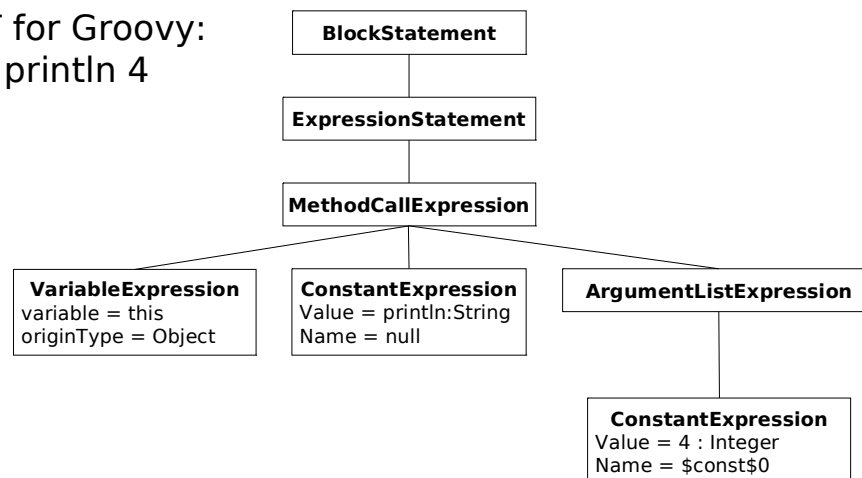 for Groovy:
println 4
BlockStatement
ExpressionStatement
MethodCallExpression
VariableExpression
variable = this
originType = Object
ConstantExpression
Value = println:String
Name = null
ArgumentListExpression
ConstantExpression
Value = 4 : Integer
Name = $const$0